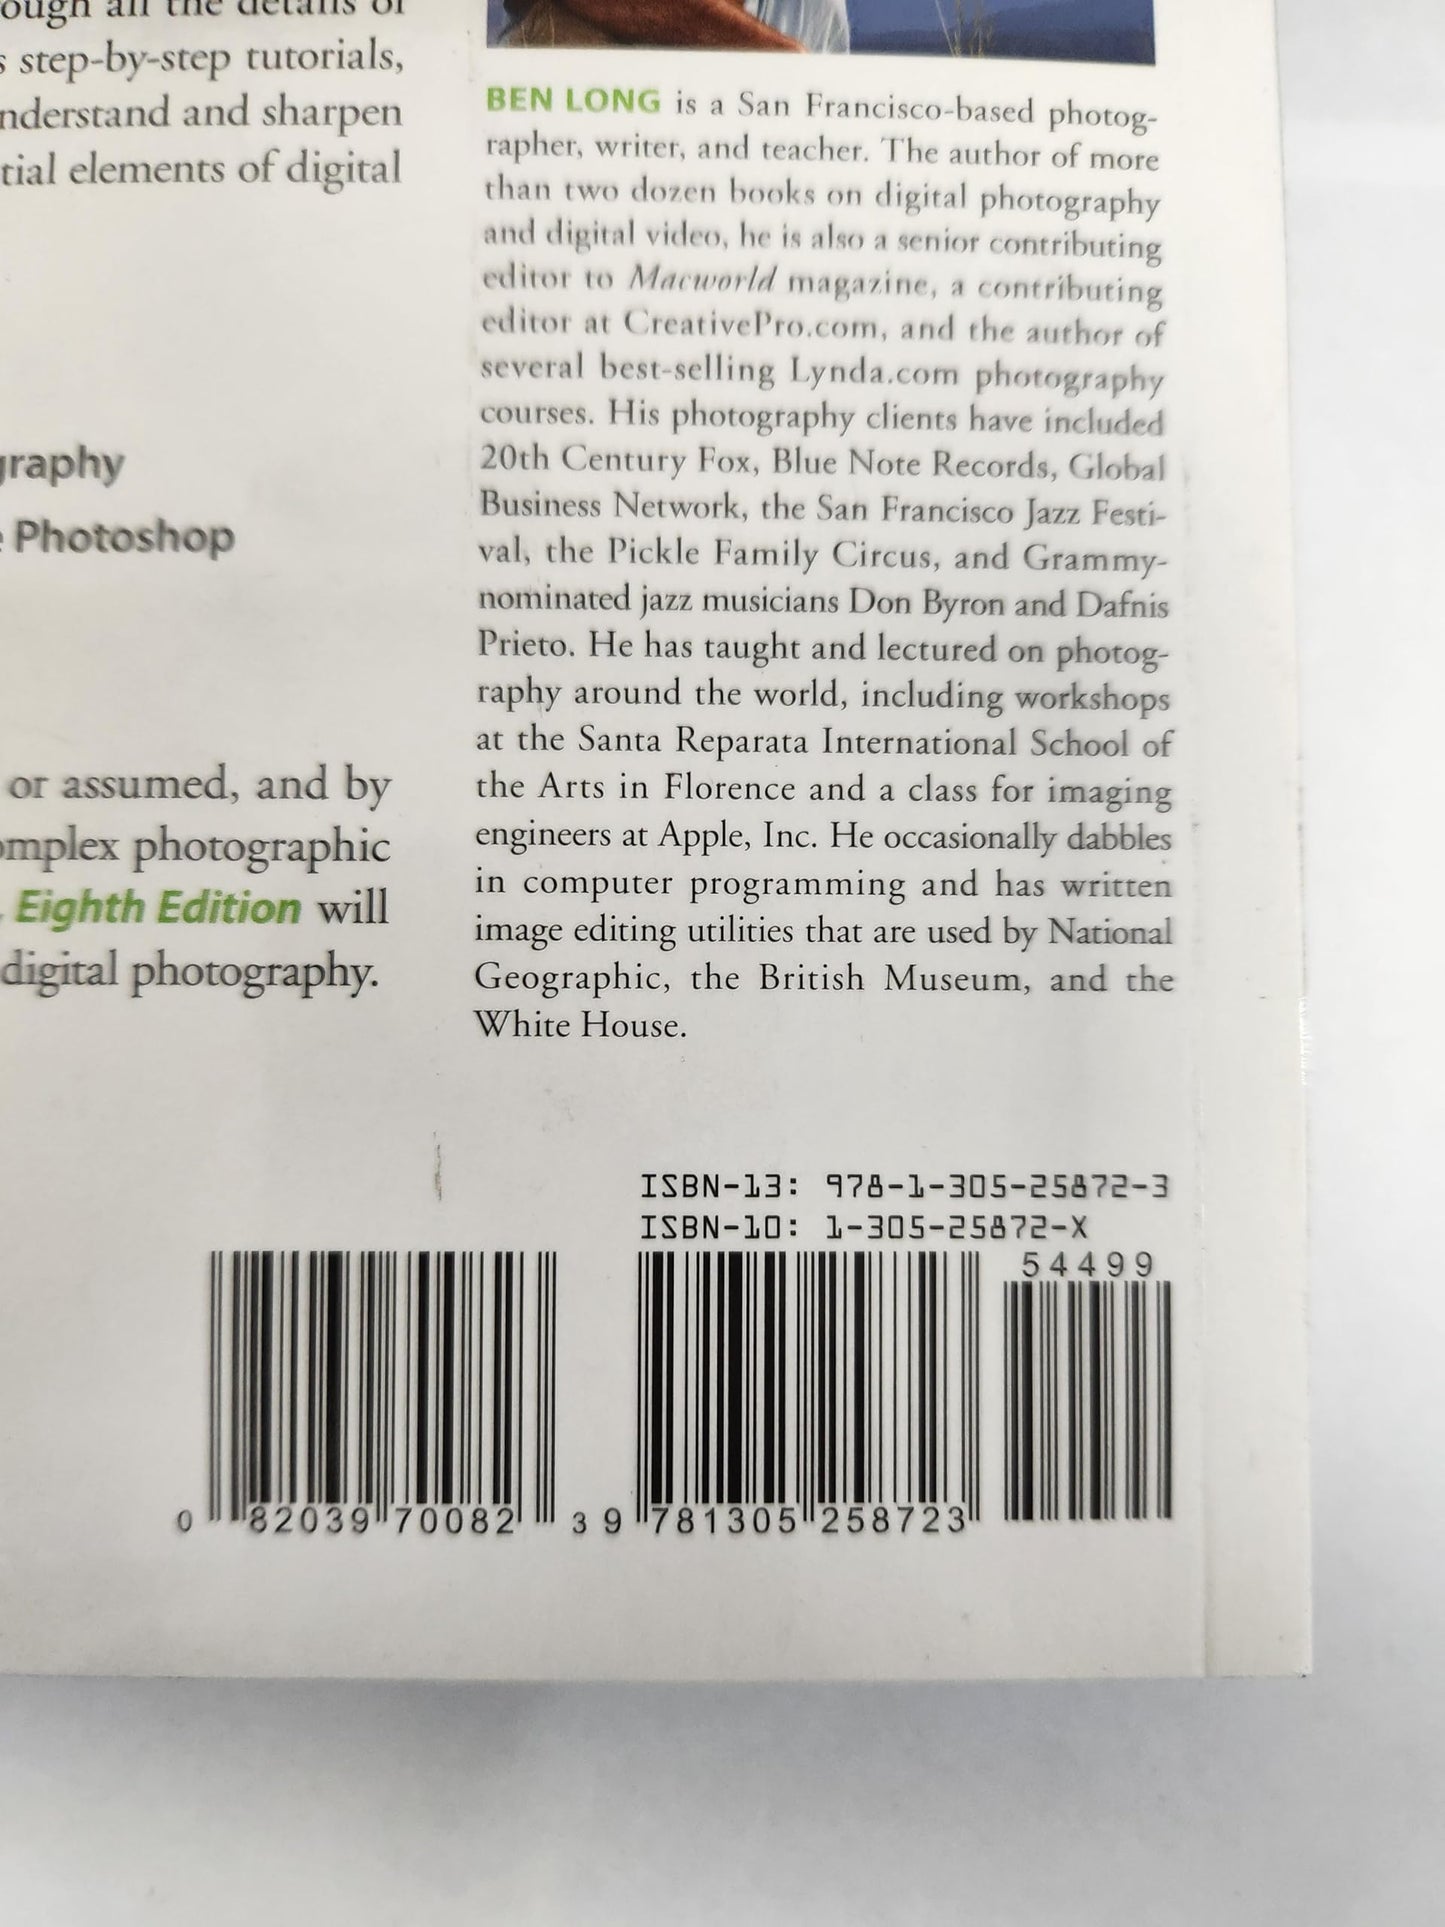 ough all the details of
s step-by-step tutorials,
nderstand and sharpen
tial elements of digital
graphy
e Photoshop
or assumed, and by
omplex photographic
, Eighth Edition will
digital photography.
BEN LONG is a San Francisco-based photog-
rapher, writer, and teacher. The author of more
than two dozen books on digital photography
and digital video, he is also a senior contributing
editor to Macworld magazine, a contributing
editor at CreativePro.com, and the author of
several best-selling Lynda.com photography
courses. His photography clients have included
20th Century Fox, Blue Note Records, Global
Business Network, the San Francisco Jazz Festi-
val, the Pickle Family Circus, and Grammy-
nominated jazz musicians Don Byron and Dafnis
Prieto. He has taught and lectured on photog-
raphy around the world, including workshops
at the Santa Reparata International School of
the Arts in Florence and a class for imaging
engineers at Apple, Inc. He occasionally dabbles
in computer programming and has written
image editing utilities that are used by National
Geographic, the British Museum, and the
White House.
ISBN-13: 978-1-305-25872-3
ISBN-10: 1-305-25872-X
54499
0 82039 70082 3
9 781305 258723